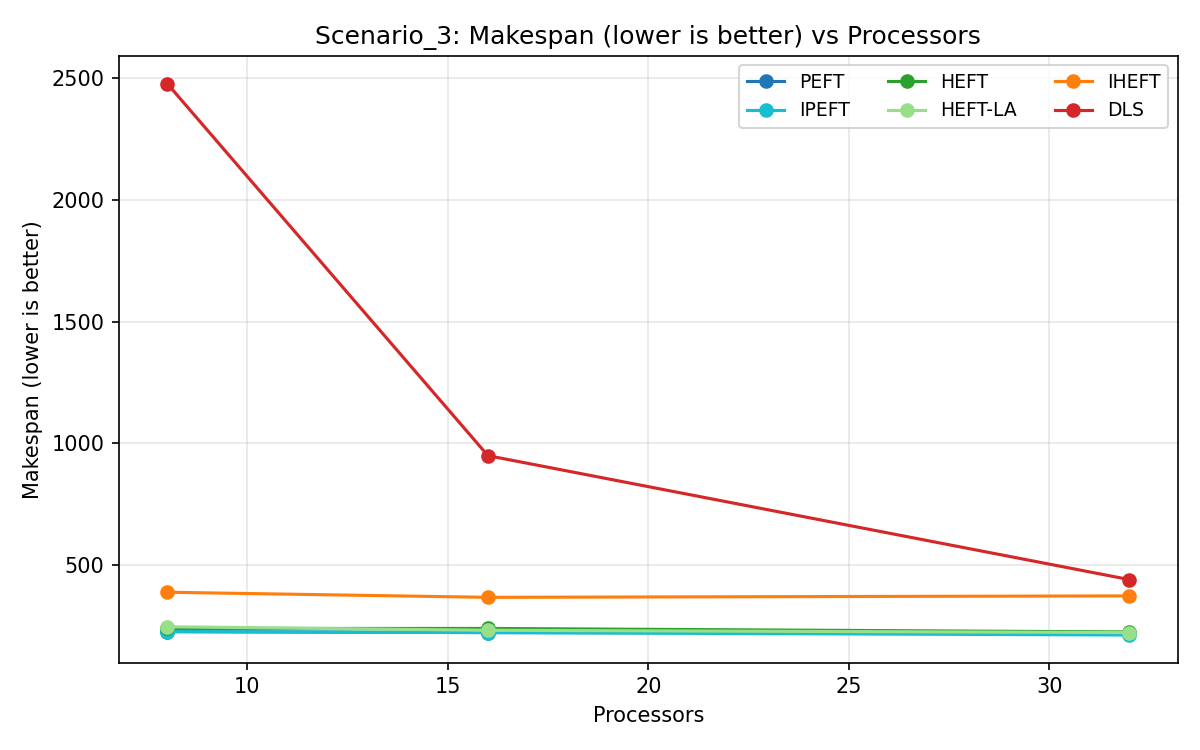 Scenario_3: Makespan (lower is better) vs Processors
PEFT HEFT IHEFT
IPEFT HEFT-LA DLS
Makespan (lower is better)
2500
2000
1500
1000
500
10 15 20 25 30
Processors